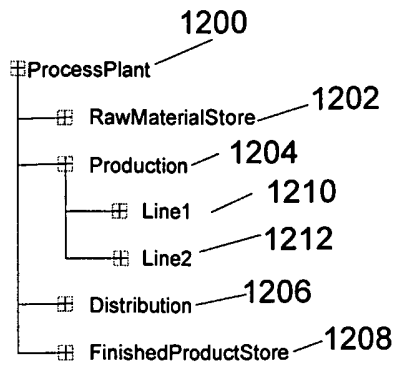 1200
ProcessPlant
RawMaterialStore 1202
Production 1204
Line1 1210
Line2 1212
Distribution 1206
FinishedProductStore 1208